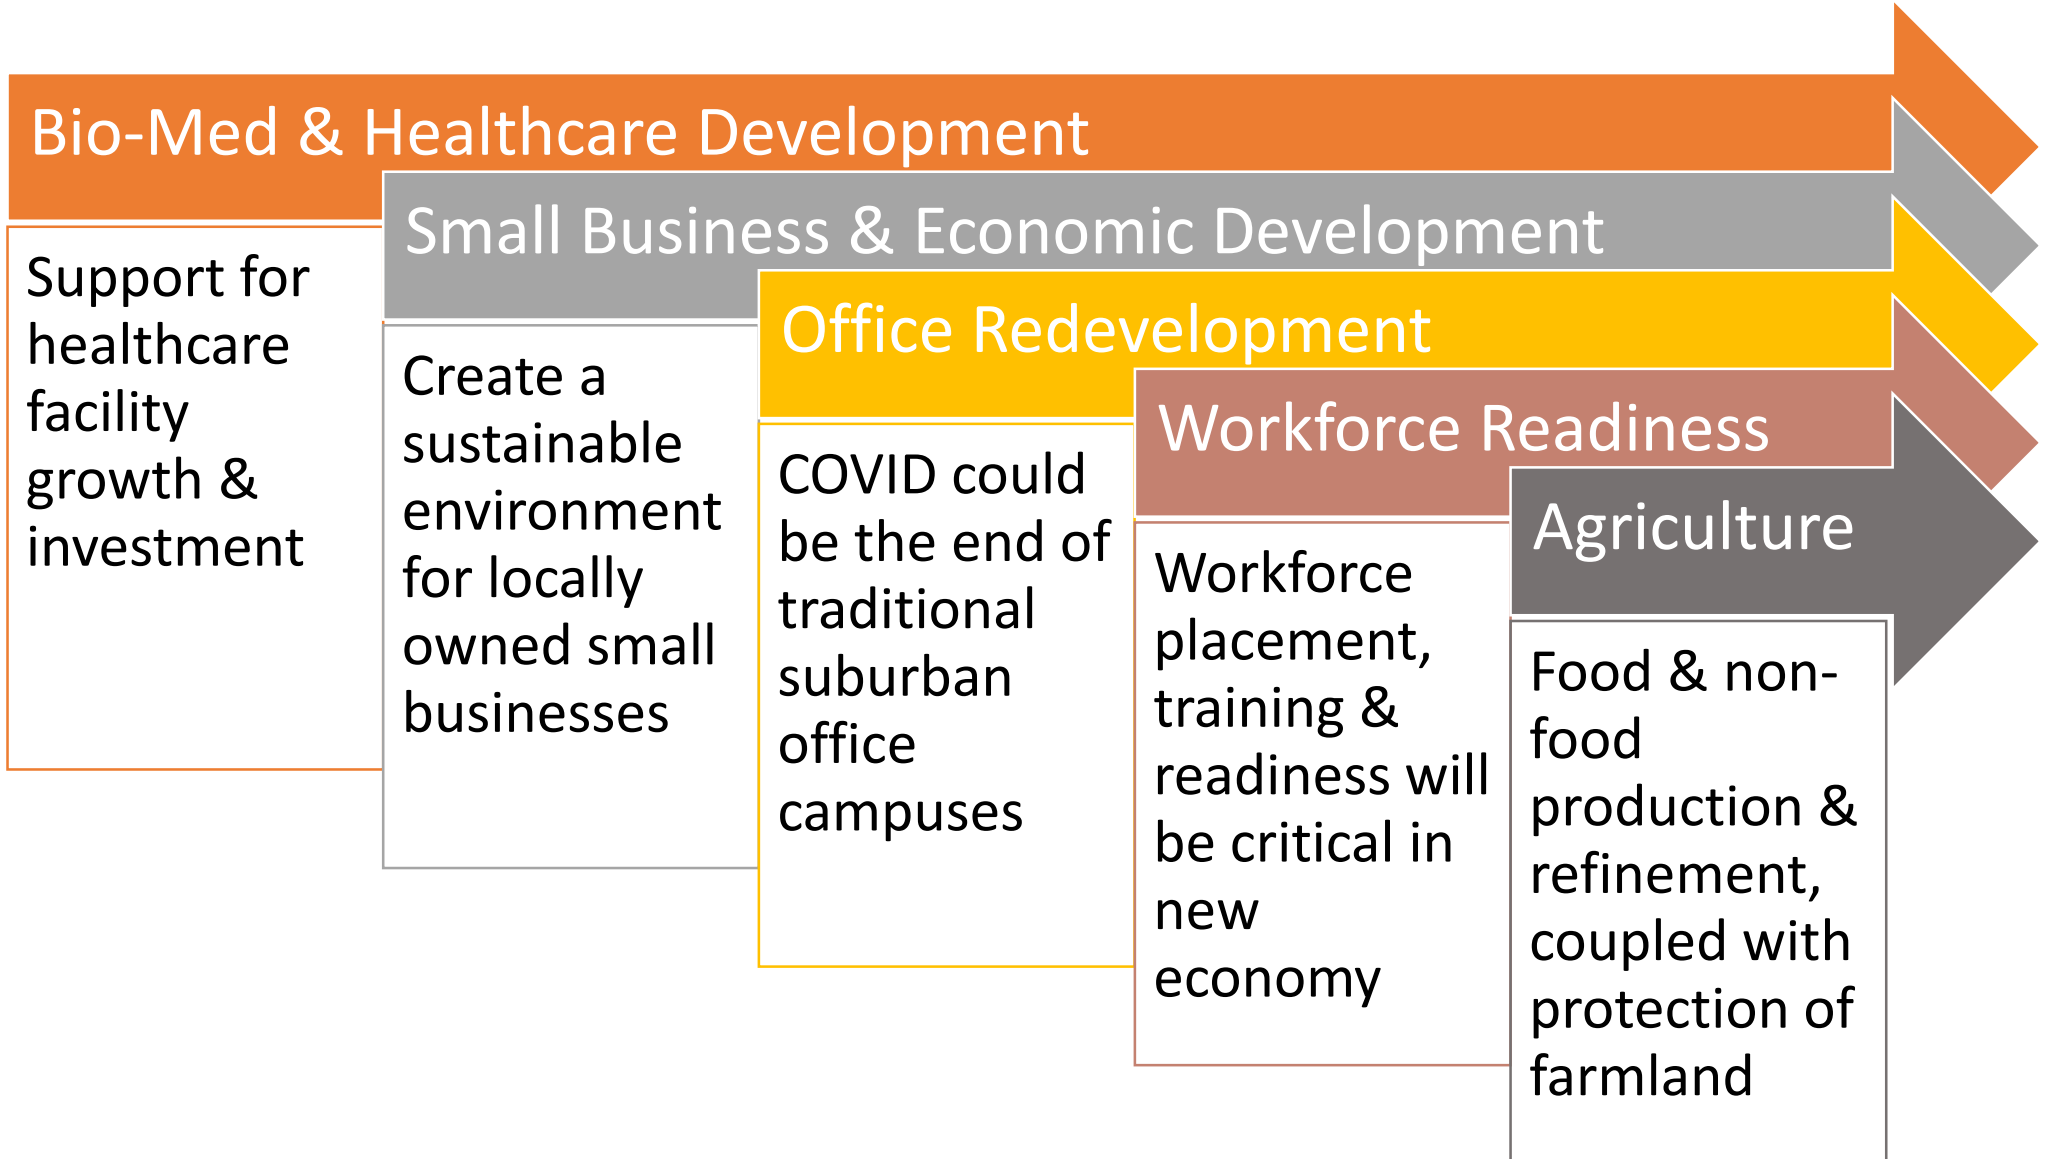 Bio-Med & Healthcare Development
Support for
healthcare
facility
growth &
investment
Small Business & Economic Development
Create a
sustainable
environment
for locally
owned small
businesses
Office Redevelopment
COVID could
be the end of
traditional
suburban
office
campuses
Workforce Readiness
Workforce
placement,
training &
readiness will
be critical in
new
economy
Agriculture
Food & non-
food
production &
refinement,
coupled with
protection of
farmland